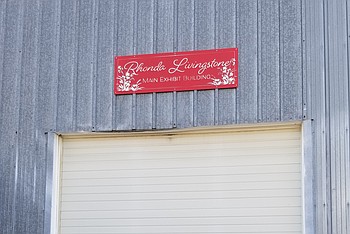 Rhonda Livingstone
MAIN EXHIBIT BUILDING